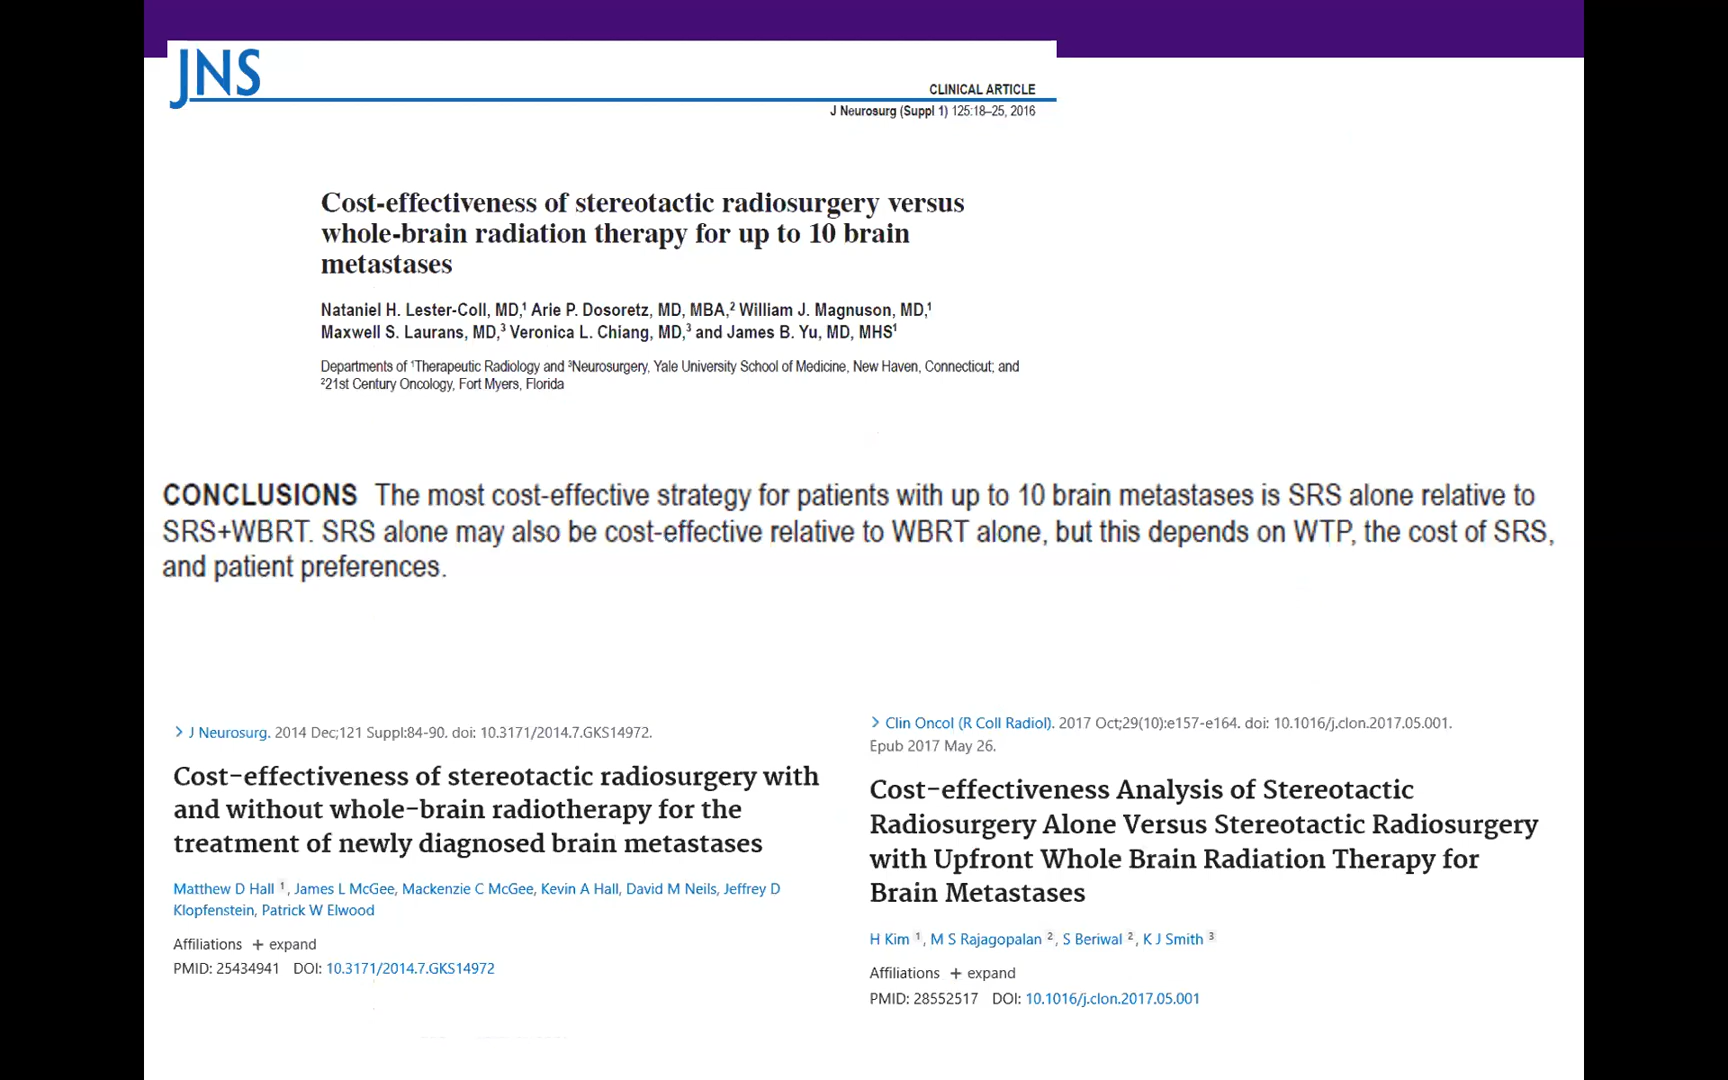 JNS
CLINICAL ARTICLE
J Neurosurg (Suppl 1) 125:18–25, 2016
Cost-effectiveness of stereotactic radiosurgery versus
whole-brain radiation therapy for up to 10 brain
metastases
Nataniel H. Lester-Coll, MD,¹ Arie P. Dosoretz, MD, MBA,² William J. Magnuson, MD,¹
Maxwell S. Laurans, MD,³ Veronica L. Chiang, MD,³ and James B. Yu, MD, MHS¹
Departments of ¹Therapeutic Radiology and ³Neurosurgery, Yale University School of Medicine, New Haven, Connecticut; and
²21st Century Oncology, Fort Myers, Florida
CONCLUSIONS The most cost-effective strategy for patients with up to 10 brain metastases is SRS alone relative to
SRS+WBRT. SRS alone may also be cost-effective relative to WBRT alone, but this depends on WTP, the cost of SRS,
and patient preferences.
> J Neurosurg. 2014 Dec;121 Suppl:84-90. doi: 10.3171/2014.7.GKS14972.
Cost-effectiveness of stereotactic radiosurgery with
and without whole-brain radiotherapy for the
treatment of newly diagnosed brain metastases
Matthew D Hall ¹, James L McGee, Mackenzie C McGee, Kevin A Hall, David M Neils, Jeffrey D
Klopfenstein, Patrick W Elwood
Affiliations + expand
PMID: 25434941 DOI: 10.3171/2014.7.GKS14972
> Clin Oncol (R Coll Radiol). 2017 Oct;29(10):e157-e164. doi: 10.1016/j.clon.2017.05.001.
Epub 2017 May 26.
Cost-effectiveness Analysis of Stereotactic
Radiosurgery Alone Versus Stereotactic Radiosurgery
with Upfront Whole Brain Radiation Therapy for
Brain Metastases
H Kim ¹, M S Rajagopalan ², S Beriwal ², K J Smith ³
Affiliations + expand
PMID: 28552517 DOI: 10.1016/j.clon.2017.05.001